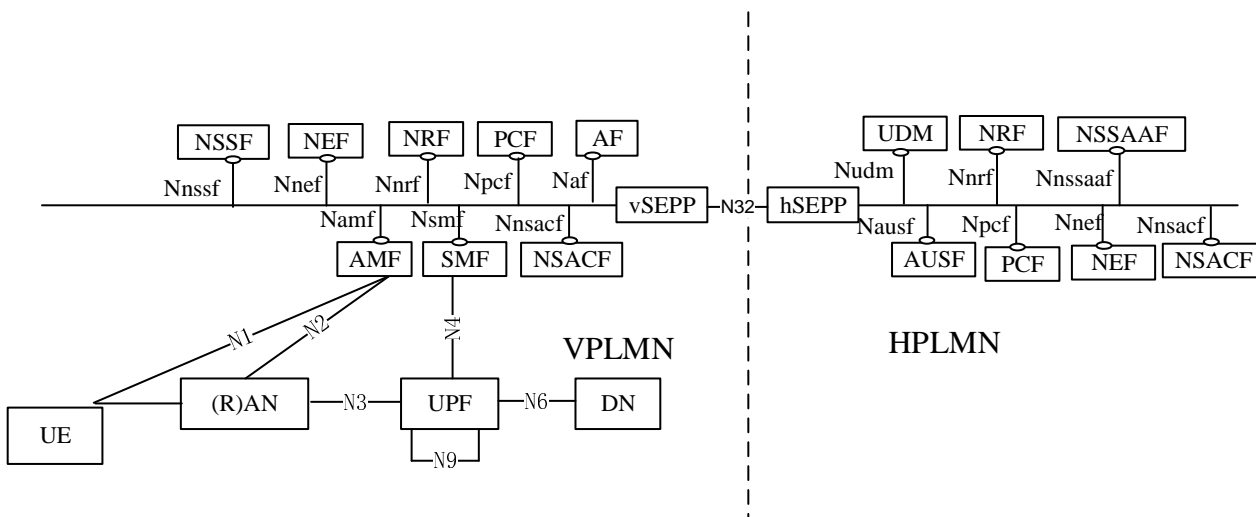 NSSF NEF NRF PCF AF UDM NRF NSSAAF
Nnssf Nnef Nnrf Npcf Naf Nudm Nnrf Nnssaaf
vSEPP N32 hSEPP
Namf Nsmf Nnsacf Nausf Npcf Nnef Nnsacf
AMF SMF NSACF AUSF PCF NEF NSACF
N1 N2 N4 VPLMN HPLMN
UE (R)AN N3 UPF N6 DN
N9